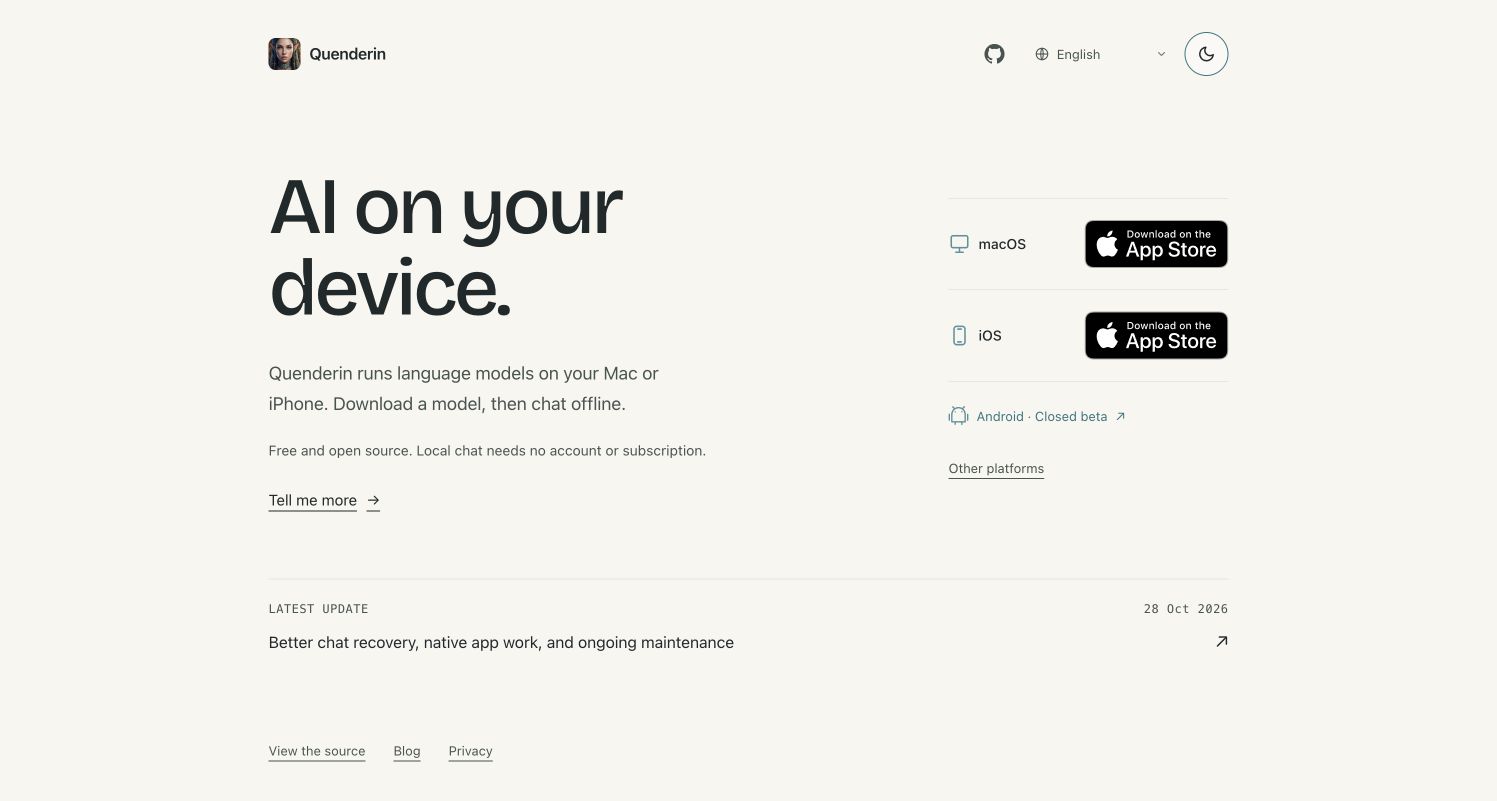 Quenderin
English
AI on your
device.
Quenderin runs language models on your Mac or
iPhone. Download a model, then chat offline.
Free and open source. Local chat needs no account or subscription.
Tell me more →
macOS
Download on the
App Store
iOS
Download on the
App Store
Android · Closed beta ↗
Other platforms
LATEST UPDATE
28 Oct 2026
Better chat recovery, native app work, and ongoing maintenance ↗
View the source
Blog
Privacy